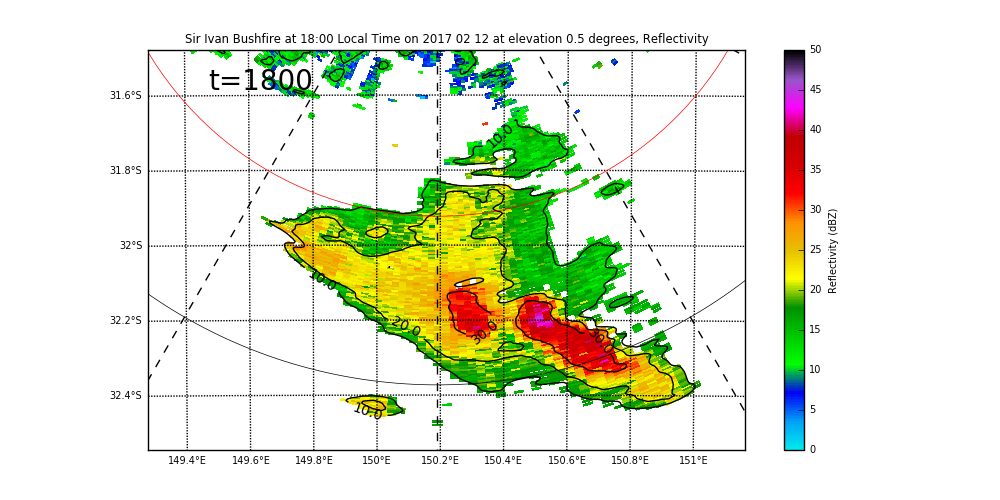 Sir Ivan Bushfire at 18:00 Local Time on 2017 02 12 at elevation 0.5 degrees, Reflectivity
t=1800
31.6°S
31.8°S
32°S
32.2°S
32.4°S
10.0
10.0
20.0
30.0
30.0
10.0
149.4°E 149.6°E 149.8°E 150°E 150.2°E 150.4°E 150.6°E 150.8°E 151°E
50
45
40
35
30
25
20
15
10
5
0
Reflectivity (dBZ)